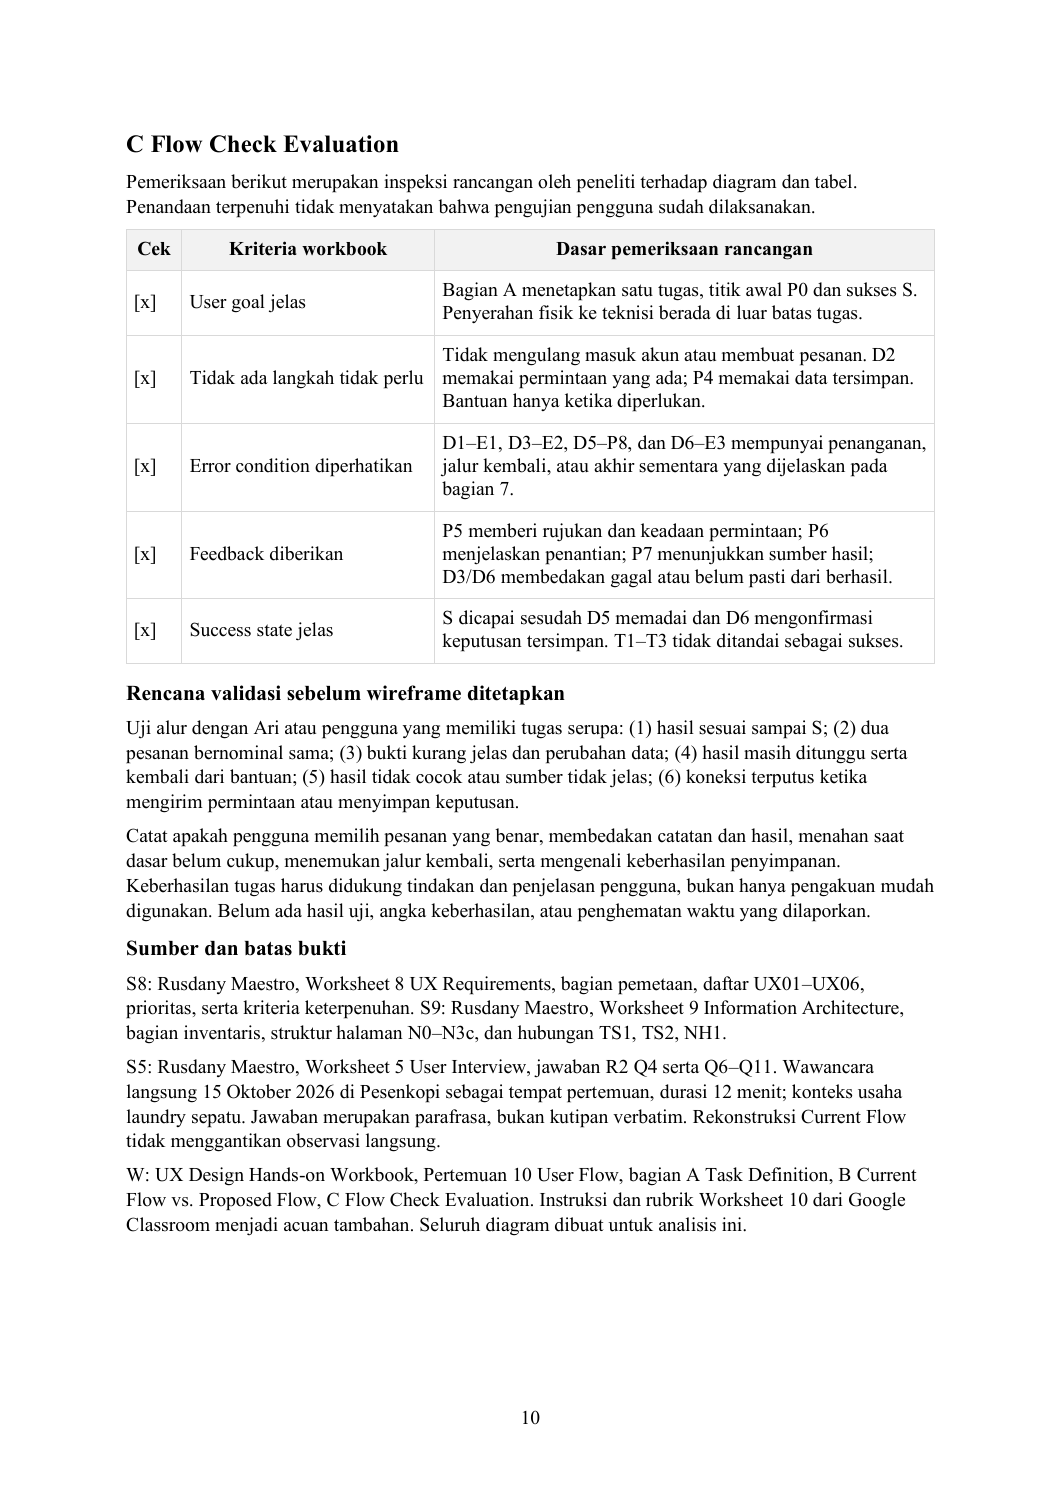 C Flow Check Evaluation
Pemeriksaan berikut merupakan inspeksi rancangan oleh peneliti terhadap diagram dan tabel.
Penandaan terpenuhi tidak menyatakan bahwa pengujian pengguna sudah dilaksanakan.
Cek Kriteria workbook Dasar pemeriksaan rancangan
[x] User goal jelas
Bagian A menetapkan satu tugas, titik awal P0 dan sukses S.
Penyerahan fisik ke teknisi berada di luar batas tugas.
[x] Tidak ada langkah tidak perlu
Tidak mengulang masuk akun atau membuat pesanan. D2
memakai permintaan yang ada; P4 memakai data tersimpan.
Bantuan hanya ketika diperlukan.
[x] Error condition diperhatikan
D1–E1, D3–E2, D5–P8, dan D6–E3 mempunyai penanganan,
jalur kembali, atau akhir sementara yang dijelaskan pada
bagian 7.
[x] Feedback diberikan
P5 memberi rujukan dan keadaan permintaan; P6
menjelaskan penantian; P7 menunjukkan sumber hasil;
D3/D6 membedakan gagal atau belum pasti dari berhasil.
[x] Success state jelas
S dicapai sesudah D5 memadai dan D6 mengonfirmasi
keputusan tersimpan. T1–T3 tidak ditandai sebagai sukses.
Rencana validasi sebelum wireframe ditetapkan
Uji alur dengan Ari atau pengguna yang memiliki tugas serupa: (1) hasil sesuai sampai S; (2) dua
pesanan bernominal sama; (3) bukti kurang jelas dan perubahan data; (4) hasil masih ditunggu serta
kembali dari bantuan; (5) hasil tidak cocok atau sumber tidak jelas; (6) koneksi terputus ketika
mengirim permintaan atau menyimpan keputusan.
Catat apakah pengguna memilih pesanan yang benar, membedakan catatan dan hasil, menahan saat
dasar belum cukup, menemukan jalur kembali, serta mengenali keberhasilan penyimpanan.
Keberhasilan tugas harus didukung tindakan dan penjelasan pengguna, bukan hanya pengakuan mudah
digunakan. Belum ada hasil uji, angka keberhasilan, atau penghematan waktu yang dilaporkan.
Sumber dan batas bukti
S8: Rusdany Maestro, Worksheet 8 UX Requirements, bagian pemetaan, daftar UX01–UX06,
prioritas, serta kriteria keterpenuhan. S9: Rusdany Maestro, Worksheet 9 Information Architecture,
bagian inventaris, struktur halaman N0–N3c, dan hubungan TS1, TS2, NH1.
S5: Rusdany Maestro, Worksheet 5 User Interview, jawaban R2 Q4 serta Q6–Q11. Wawancara
langsung 15 Oktober 2026 di Pesenkopi sebagai tempat pertemuan, durasi 12 menit; konteks usaha
laundry sepatu. Jawaban merupakan parafrasa, bukan kutipan verbatim. Rekonstruksi Current Flow
tidak menggantikan observasi langsung.
W: UX Design Hands-on Workbook, Pertemuan 10 User Flow, bagian A Task Definition, B Current
Flow vs. Proposed Flow, C Flow Check Evaluation. Instruksi dan rubrik Worksheet 10 dari Google
Classroom menjadi acuan tambahan. Seluruh diagram dibuat untuk analisis ini.
10